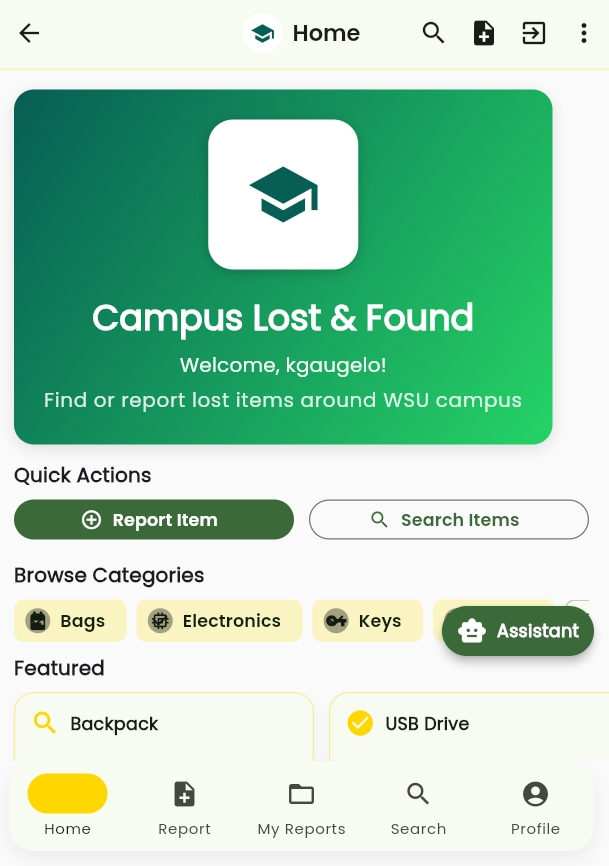 Home
Campus Lost & Found
Welcome, kgaugelo!
Find or report lost items around WSU campus
Quick Actions
Report Item
Search Items
Browse Categories
Bags
Electronics
Keys
Assistant
Featured
Backpack
USB Drive
Home
Report
My Reports
Search
Profile